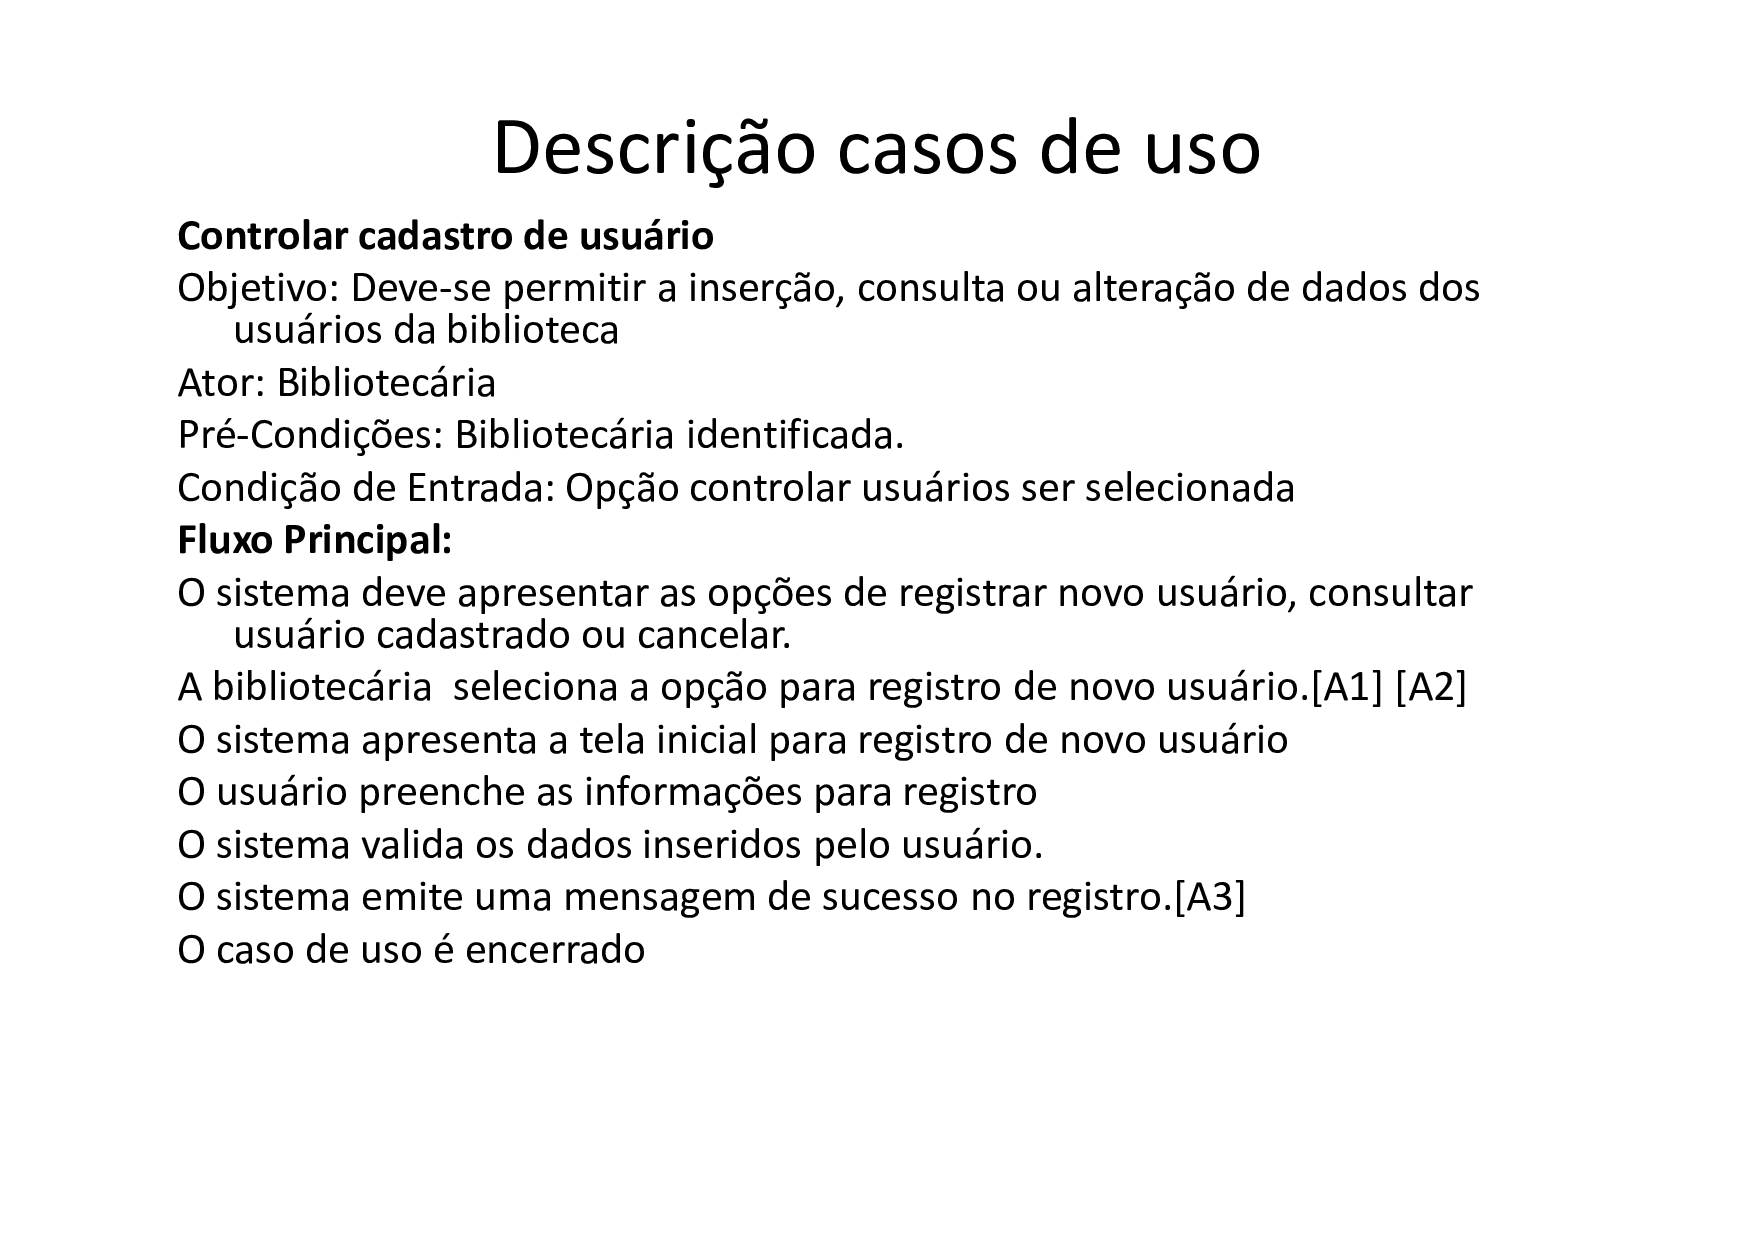 Descrição casos de uso
Controlar cadastro de usuário
Objetivo: Deve-se permitir a inserção, consulta ou alteração de dados dos
usuários da biblioteca
Ator: Bibliotecária
Pré-Condições: Bibliotecária identificada.
Condição de Entrada: Opção controlar usuários ser selecionada
Fluxo Principal:
O sistema deve apresentar as opções de registrar novo usuário, consultar
usuário cadastrado ou cancelar.
A bibliotecária  seleciona a opção para registro de novo usuário.[A1] [A2]
O sistema apresenta a tela inicial para registro de novo usuário
O usuário preenche as informações para registro
O sistema valida os dados inseridos pelo usuário.
O sistema emite uma mensagem de sucesso no registro.[A3]
O caso de uso é encerrado